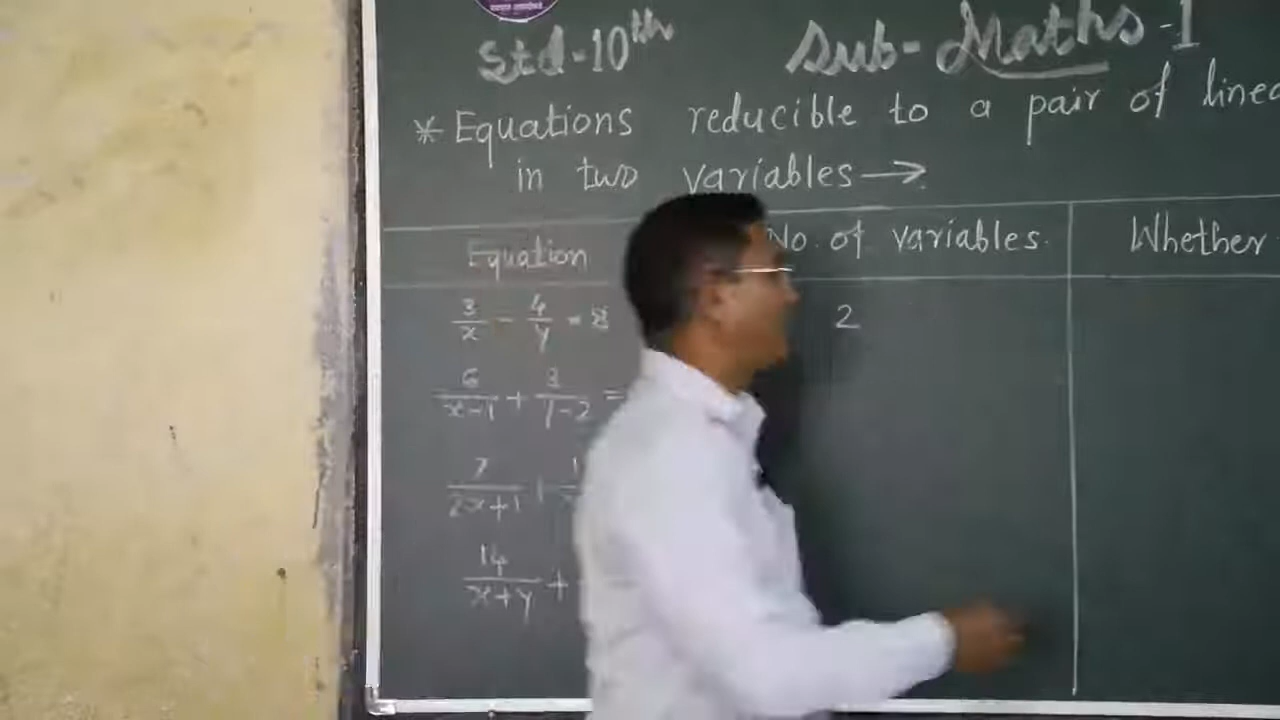 Std-10th Sub-Maths-1
* Equations reducible to a pair of
in two variables →
Equation No. of variables. Whether
3/x - 4/y = 8 2
6/(x-1) + 3/(y-2) =
7/(2x+1) +
14/(x+y) +